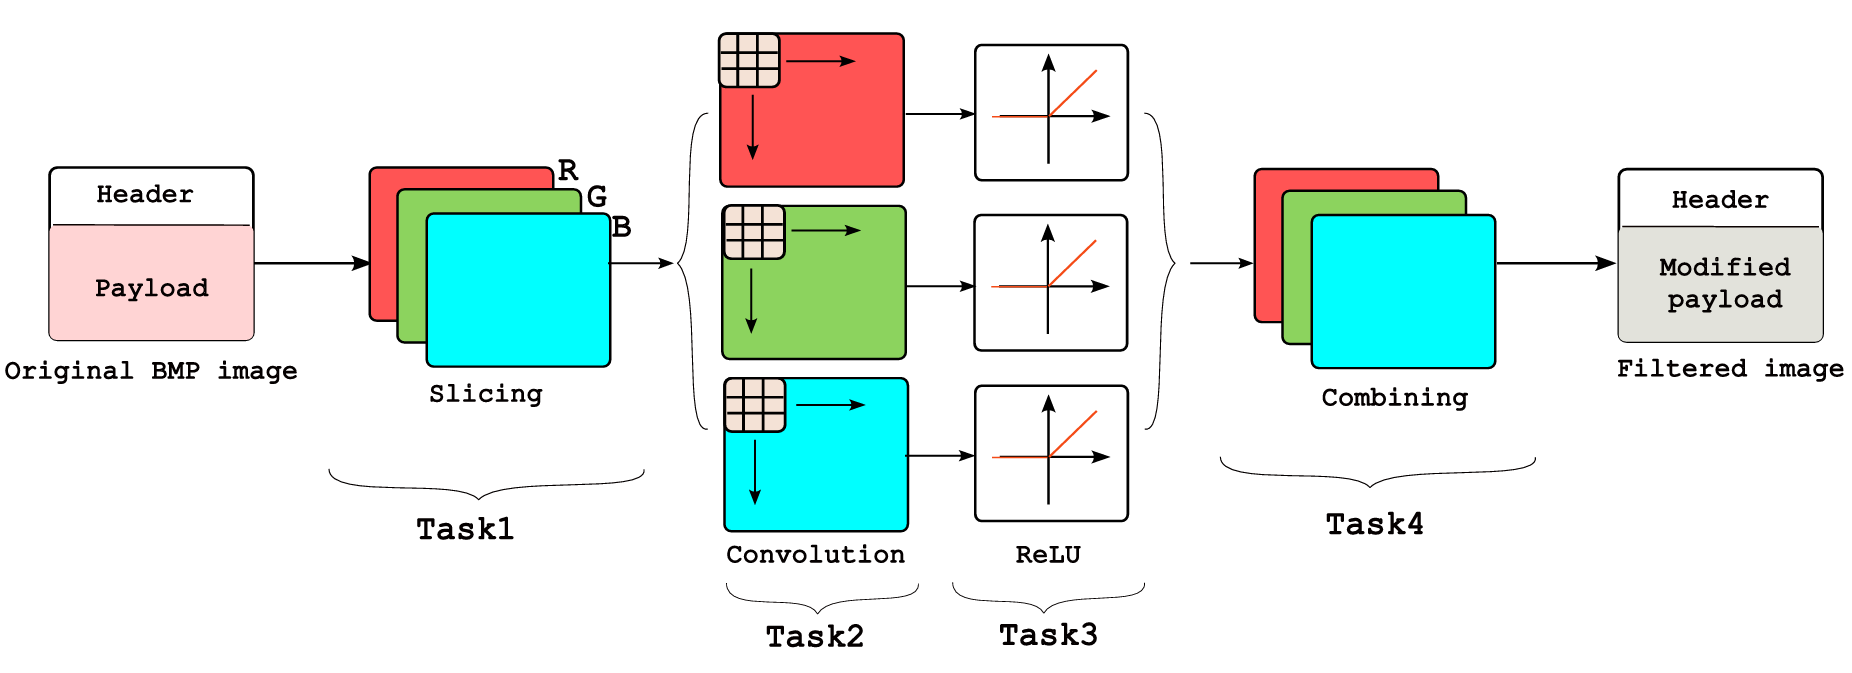 Header
Payload
Original BMP image
R
G
B
Slicing
Task1
Convolution
Task2
ReLU
Task3
Combining
Task4
Header
Modified
payload
Filtered image